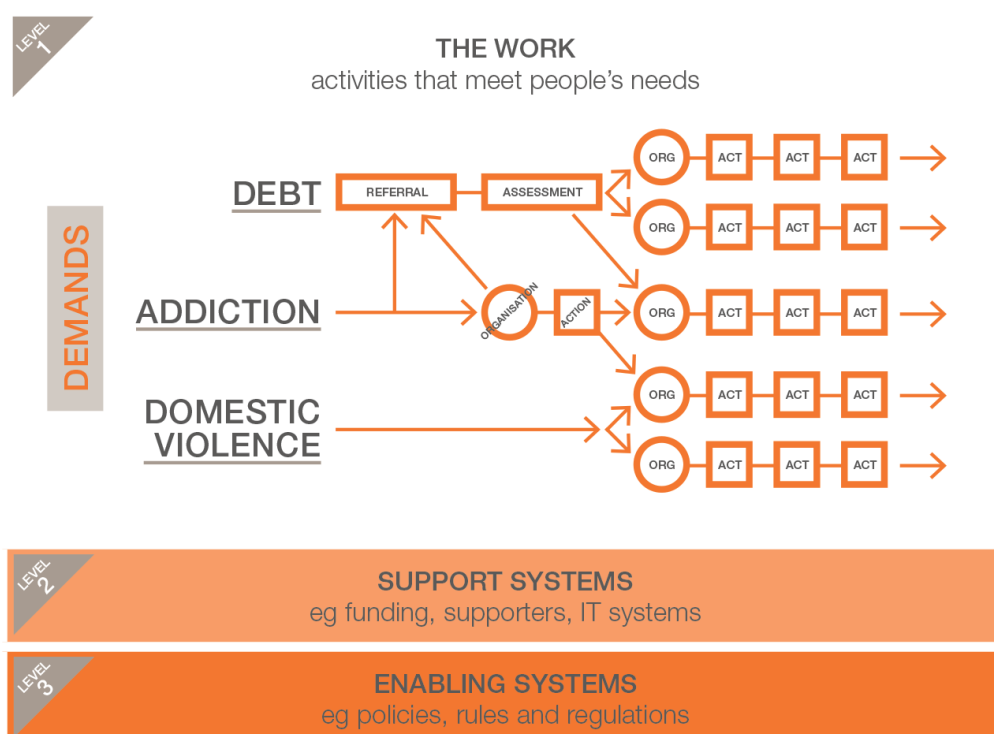 LEVEL
1
THE WORK
activities that meet people's needs
DEMANDS
DEBT
REFERRAL
ASSESSMENT
ORG ACT ACT ACT
ORG ACT ACT ACT
ADDICTION
ORGANISATION
ACTION
ORG ACT ACT ACT
DOMESTIC
VIOLENCE
ORG ACT ACT ACT
ORG ACT ACT ACT
LEVEL
2
SUPPORT SYSTEMS
eg funding, supporters, IT systems
LEVEL
3
ENABLING SYSTEMS
eg policies, rules and regulations